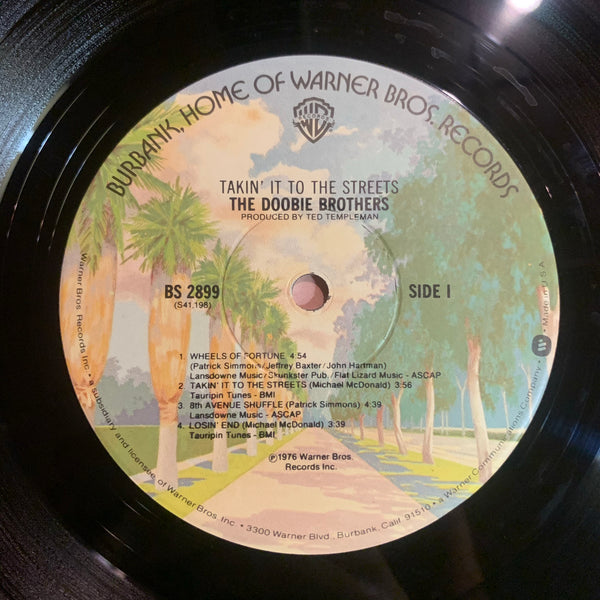 BURBANK, HOME OF WARNER BROS. RECORDS
WB
RECORDS
TAKIN' IT TO THE STREETS
THE DOOBIE BROTHERS
PRODUCED BY TED TEMPLEMAN
BS 2899
(S41,198)
SIDE 1
1. WHEELS OF FORTUNE 4:54
(Patrick Simmons/Jeffrey Baxter/John Hartman)
Lansdowne Music/Skunkster Pub./Flat Lizard Music - ASCAP
2. TAKIN' IT TO THE STREETS (Michael McDonald) 3:56
Tauripin Tunes - BMI
3. 8th AVENUE SHUFFLE (Patrick Simmons) 4:39
Lansdowne Music - ASCAP
4. LOSIN' END (Michael McDonald) 3:39
Tauripin Tunes - BMI
℗1976 Warner Bros.
Records Inc.
Warner Bros. Records Inc. • a subsidiary and licensee of Warner Bros. Inc. • 3300 Warner Blvd., Burbank, Calif. 91510 • a Warner Communications Company • W • Made in U.S.A.